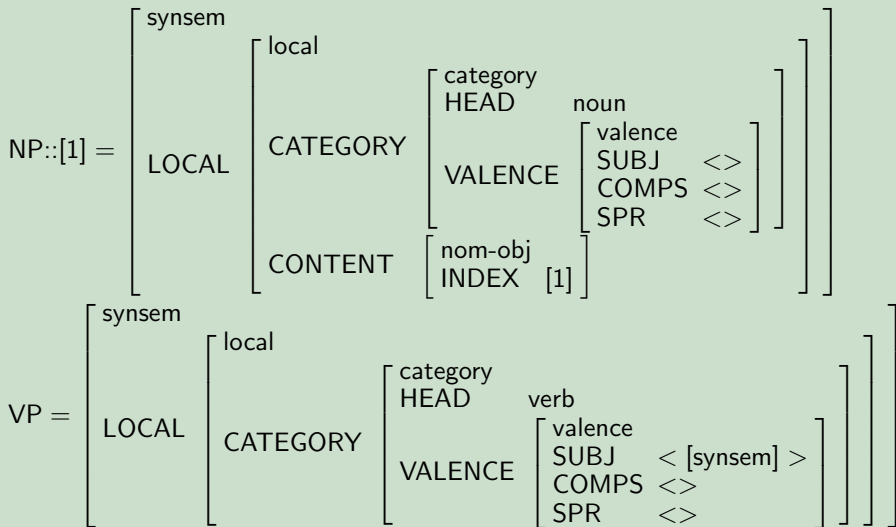 synsem
local
category
HEAD noun
valence
SUBJ <>
NP::[1] = LOCAL CATEGORY VALENCE COMPS <>
SPR <>
CONTENT nom-obj
INDEX [1]
synsem
local
category
HEAD verb
valence
SUBJ < [synsem] >
VP = LOCAL CATEGORY VALENCE COMPS <>
SPR <>